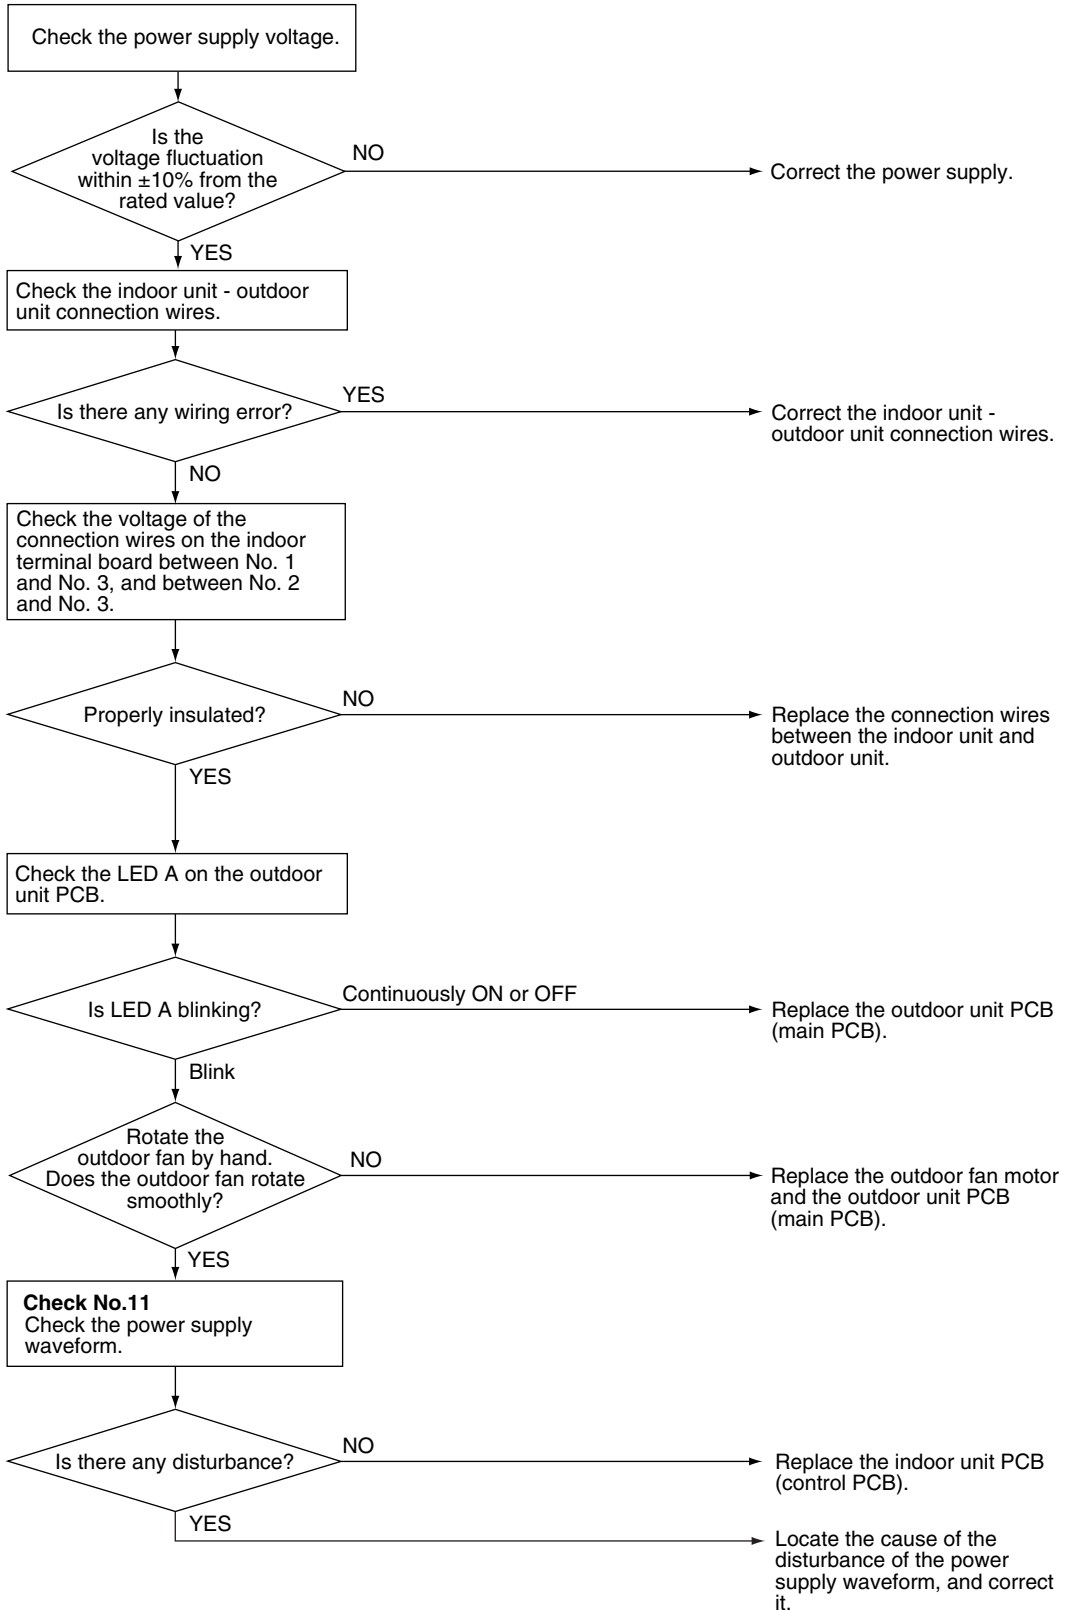 Check the power supply voltage.
Is the
voltage fluctuation
within ±10% from the
rated value?
NO
Correct the power supply.
YES
Check the indoor unit - outdoor
unit connection wires.
Is there any wiring error?
YES
Correct the indoor unit -
outdoor unit connection wires.
NO
Check the voltage of the
connection wires on the indoor
terminal board between No. 1
and No. 3, and between No. 2
and No. 3.
Properly insulated?
NO
Replace the connection wires
between the indoor unit and
outdoor unit.
YES
Check the LED A on the outdoor
unit PCB.
Is LED A blinking?
Continuously ON or OFF
Replace the outdoor unit PCB
(main PCB).
Blink
Rotate the
outdoor fan by hand.
Does the outdoor fan rotate
smoothly?
NO
Replace the outdoor fan motor
and the outdoor unit PCB
(main PCB).
YES
Check No.11
Check the power supply
waveform.
Is there any disturbance?
NO
Replace the indoor unit PCB
(control PCB).
YES
Locate the cause of the
disturbance of the power
supply waveform, and correct
it.